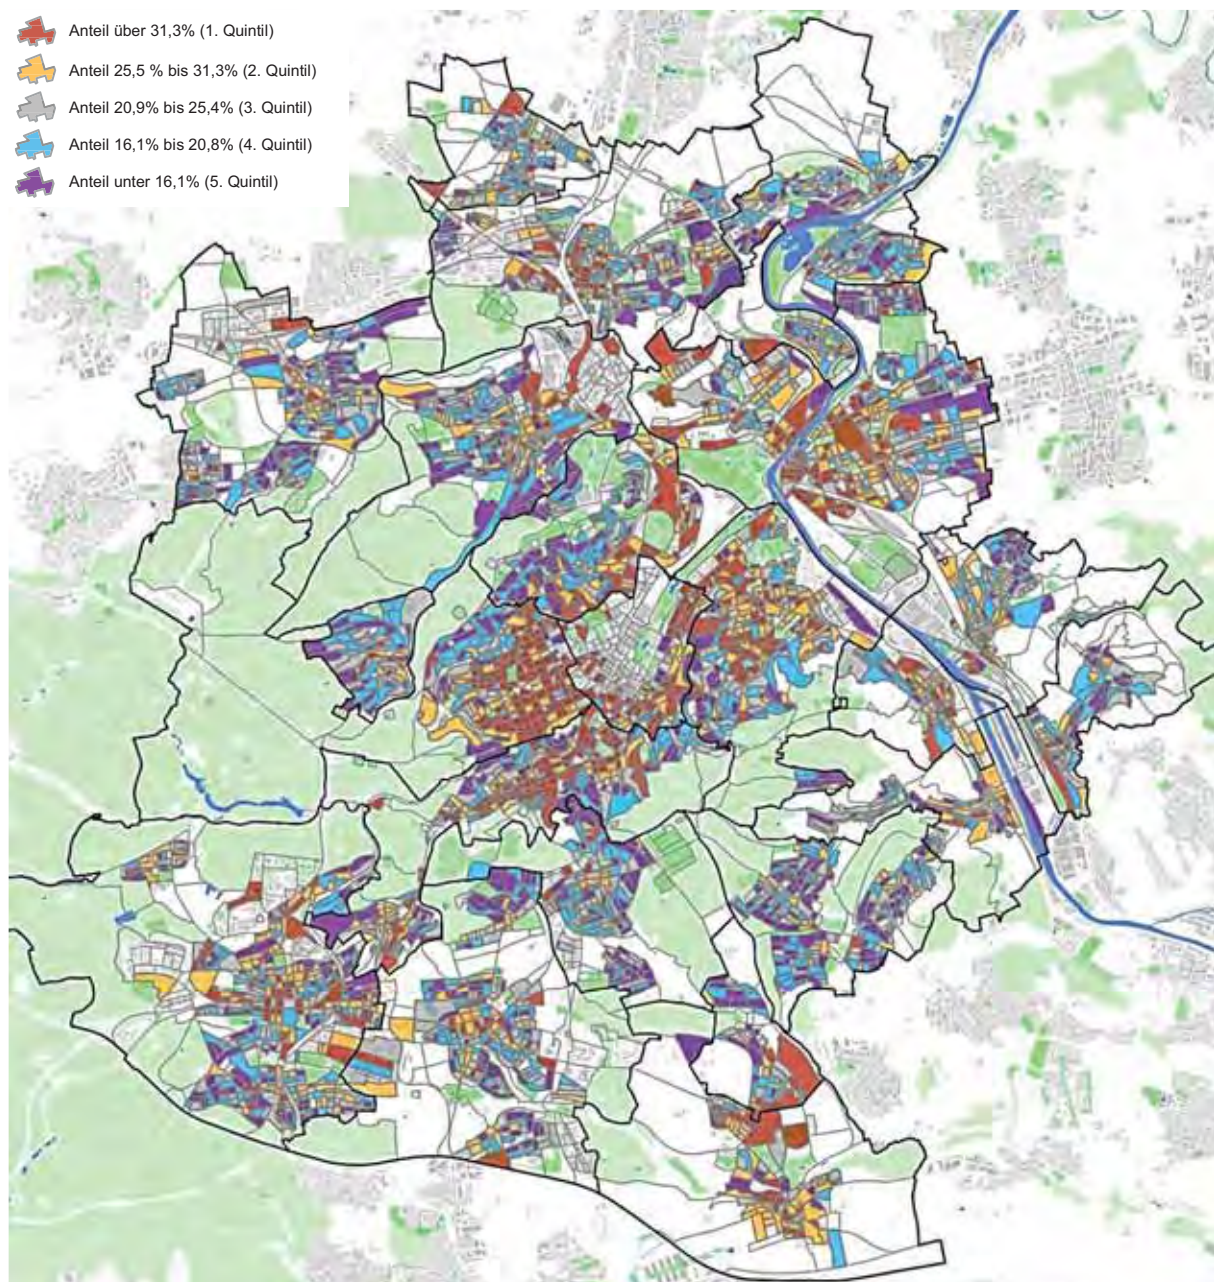 Anteil über 31,3% (1. Quintil)
Anteil 25,5 % bis 31,3% (2. Quintil)
Anteil 20,9% bis 25,4% (3. Quintil)
Anteil 16,1% bis 20,8% (4. Quintil)
Anteil unter 16,1% (5. Quintil)